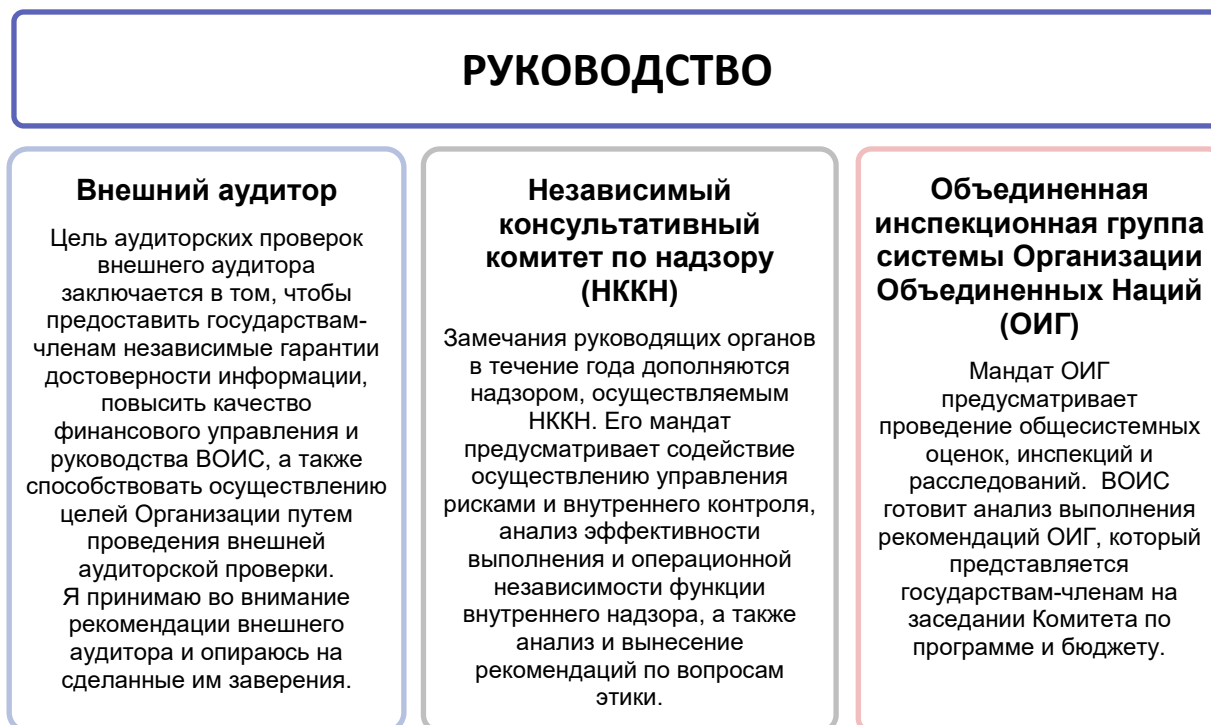 РУКОВОДСТВО
Внешний аудитор
Цель аудиторских проверок
внешнего аудитора
заключается в том, чтобы
предоставить государствам-
членам независимые гарантии
достоверности информации,
повысить качество
финансового управления и
руководства ВОИС, а также
способствовать осуществлению
целей Организации путем
проведения внешней
аудиторской проверки.
Я принимаю во внимание
рекомендации внешнего
аудитора и опираюсь на
сделанные им заверения.
Независимый
консультативный
комитет по надзору
(НККН)
Замечания руководящих органов
в течение года дополняются
надзором, осуществляемым
НККН. Его мандат
предусматривает содействие
осуществлению управления
рисками и внутреннего контроля,
анализ эффективности
выполнения и операционной
независимости функции
внутреннего надзора, а также
анализ и вынесение
рекомендаций по вопросам
этики.
Объединенная
инспекционная группа
системы Организации
Объединенных Наций
(ОИГ)
Мандат ОИГ
предусматривает
проведение общесистемных
оценок, инспекций и
расследований. ВОИС
готовит анализ выполнения
рекомендаций ОИГ, который
представляется
государствам-членам на
заседании Комитета по
программе и бюджету.